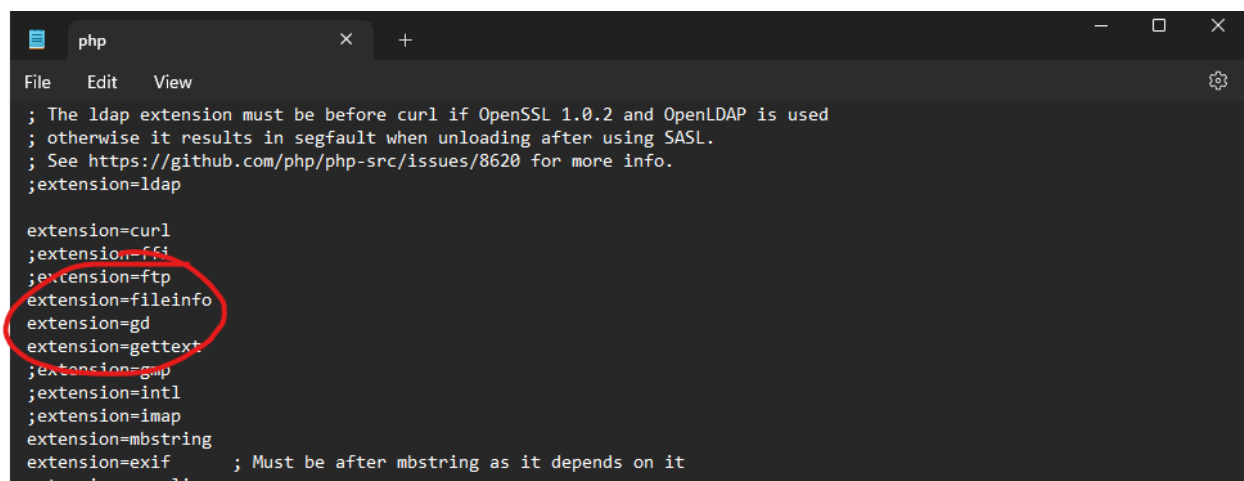 php
File Edit View
; The ldap extension must be before curl if OpenSSL 1.0.2 and OpenLDAP is used
; otherwise it results in segfault when unloading after using SASL.
; See https://github.com/php/php-src/issues/8620 for more info.
;extension=ldap
extension=curl
;extension=ffi
;extension=ftp
extension=fileinfo
extension=gd
extension=gettext
;extension=gmp
;extension=intl
;extension=imap
extension=mbstring
extension=exif ; Must be after mbstring as it depends on it